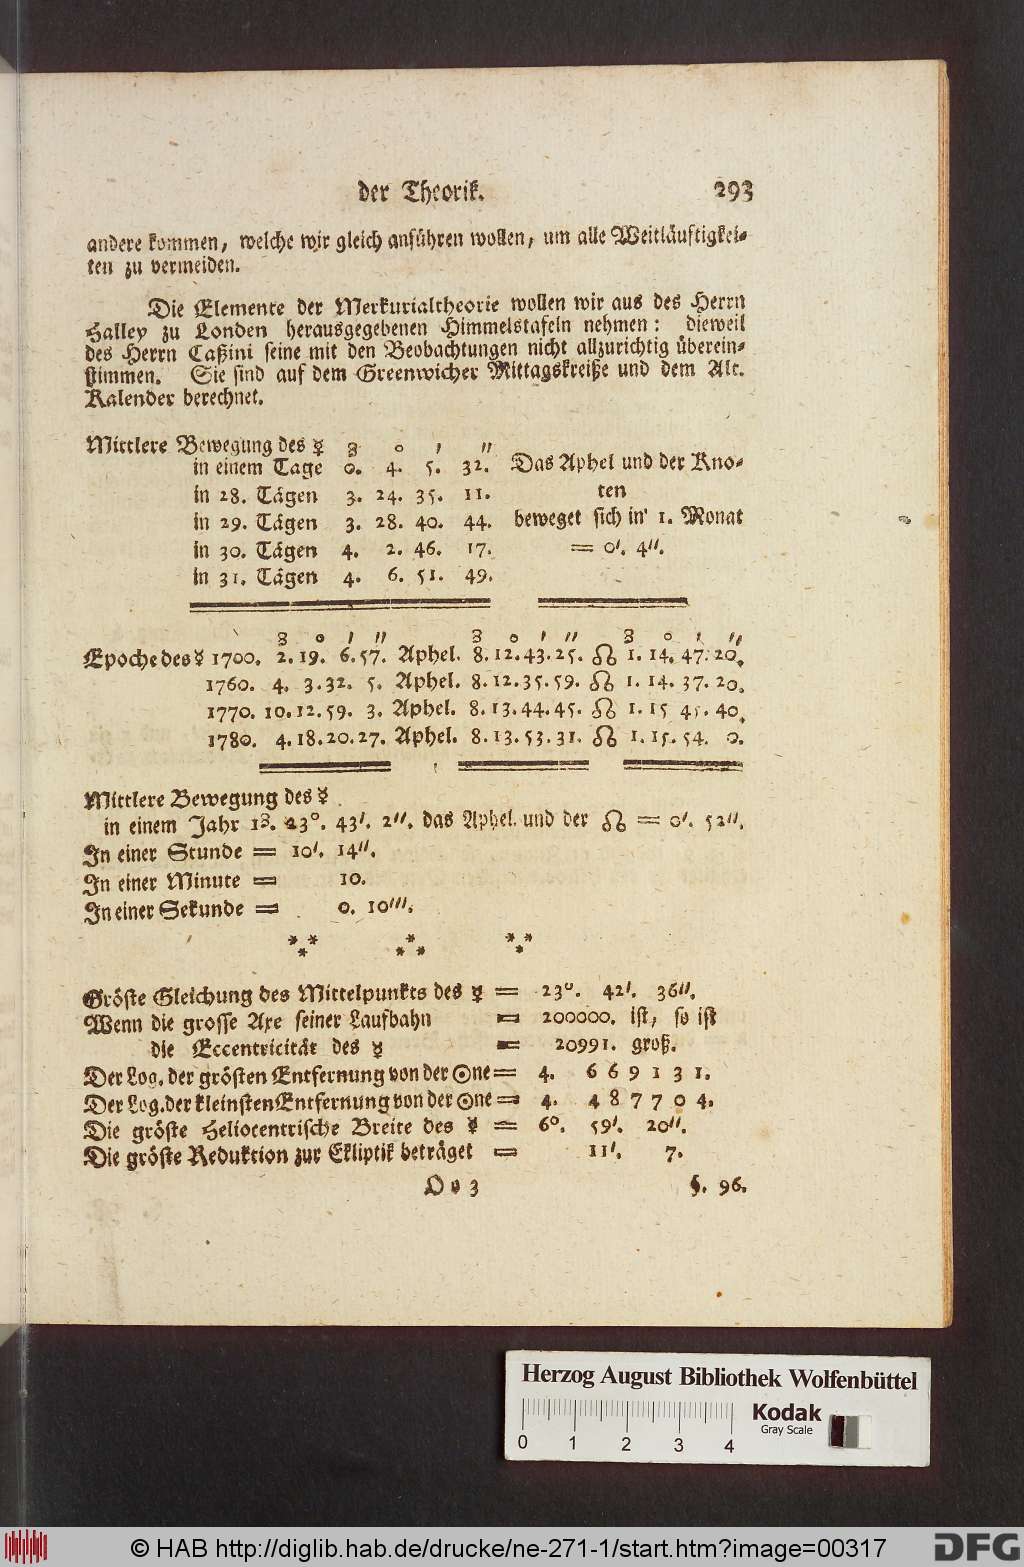 der Theorik. 293
andere kommen, welche wir gleich anführen wollen, um alle Weitläuftigkei⸗
ten zu vermeiden.
Die Elemente der Merkurialtheorie wollen wir aus des Herrn
Halley zu Londen herausgegebenen Himmelstafeln nehmen: dieweil
des Herrn Caßini seine mit den Beobachtungen nicht allzurichtig überein⸗
stimmen. Sie sind auf dem Greenwicher Mittagskreiße und dem Alt.
Kalender berechnet.
Mittlere Bewegung des ☿ ° ′ ″
in einem Tage 0. 4. 5. 32. Das Aphel und der Kno⸗
in 28. Tägen 3. 24. 35. 11. ten
in 29. Tägen 3. 28. 40. 44. beweget sich in 1. Monat
in 30. Tägen 4. 2. 46. 17. = 0′. 4″.
in 31. Tägen 4. 6. 51. 49.
° ′ ″ ° ′ ″ ° ′ ″
Epoche des ☿ 1700. 2. 19. 6. 57. Aphel. 8. 12. 43. 25. ☊ 1. 14. 47. 20.
1760. 4. 3. 32. 5. Aphel. 8. 12. 35. 59. ☊ 1. 14. 37. 20.
1770. 10. 12. 59. 3. Aphel. 8. 13. 44. 45. ☊ 1. 15 45. 40.
1780. 4. 18. 20. 27. Aphel. 8. 13. 53. 31. ☊ 1. 15. 54. 0.
Mittlere Bewegung des ☿
in einem Jahr 1. 23°. 43′. 2″. das Aphel. und der ☊ = 0′. 52″.
In einer Stunde = 10′. 14″.
In einer Minute = 10.
In einer Sekunde = 0. 10‴.
Gröste Gleichung des Mittelpunkts des ☿ = 23°. 42′. 36″.
Wenn die grosse Axe seiner Laufbahn = 200000. ist, so ist
die Eccentricität des ☿ = 20991. groß.
Der Log. der grösten Entfernung von der ☉ne = 4. 6 6 9 1 3 1.
Der Log. der kleinsten Entfernung von der ☉ne = 4. 4 8 7 7 0 4.
Die gröste Heliocentrische Breite des ☿ = 6°. 59′. 20″.
Die gröste Reduktion zur Ekliptik beträget = 11′. 7.
O o 3 §. 96.
Herzog August Bibliothek Wolfenbüttel
Kodak
Gray Scale
0 1 2 3 4
© HAB http://diglib.hab.de/drucke/ne-271-1/start.htm?image=00317
DFG